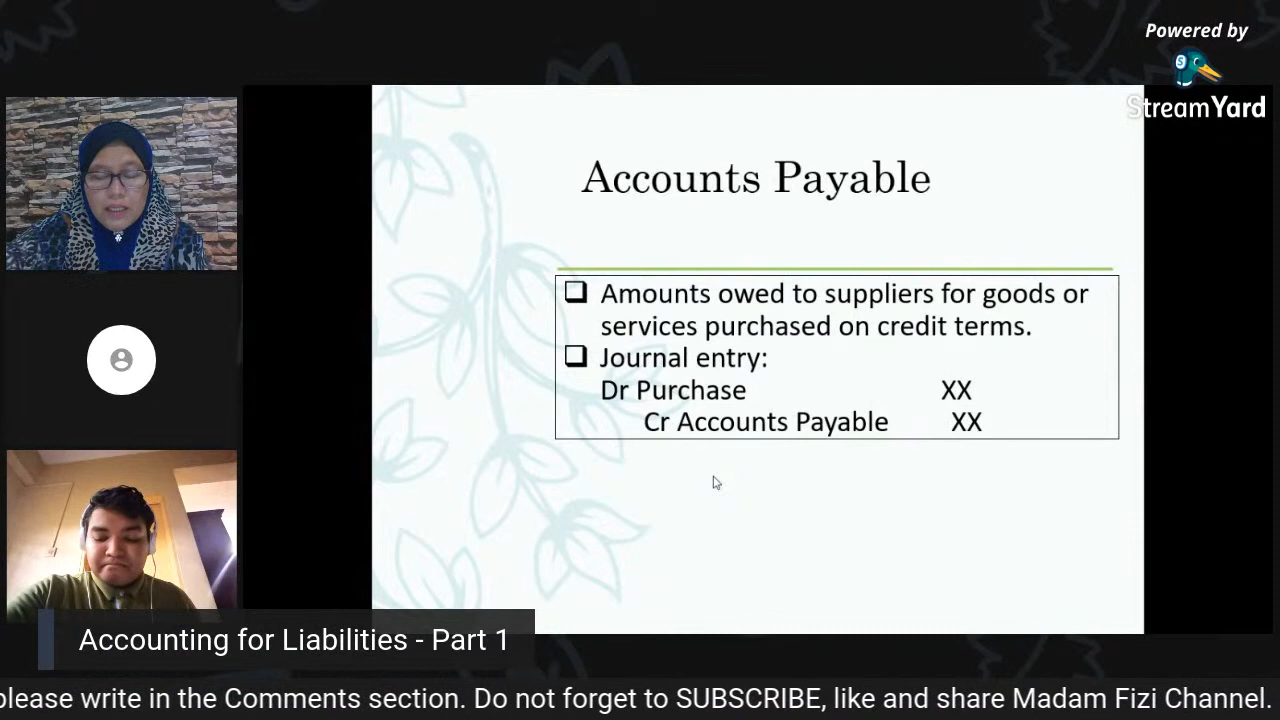 Powered by
StreamYard
Accounts Payable
Amounts owed to suppliers for goods or
services purchased on credit terms.
Journal entry:
Dr Purchase XX
Cr Accounts Payable XX
Accounting for Liabilities - Part 1
please write in the Comments section. Do not forget to SUBSCRIBE, like and share Madam Fizi Channel.